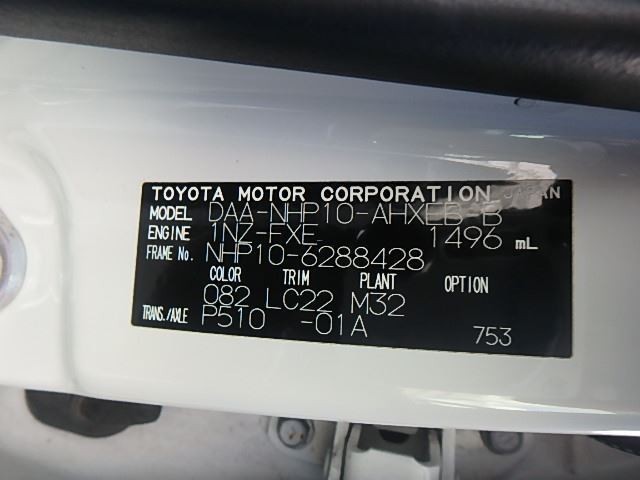 TOYOTA MOTOR CORPORATION JAPAN
MODEL DAA-NHP10-AHXEB-B
ENGINE 1NZ-FXE 1496 mL
FRAME No. NHP10-6288428
COLOR TRIM PLANT OPTION
082 LC22 M32
TRANS./AXLE P510 -01A 753